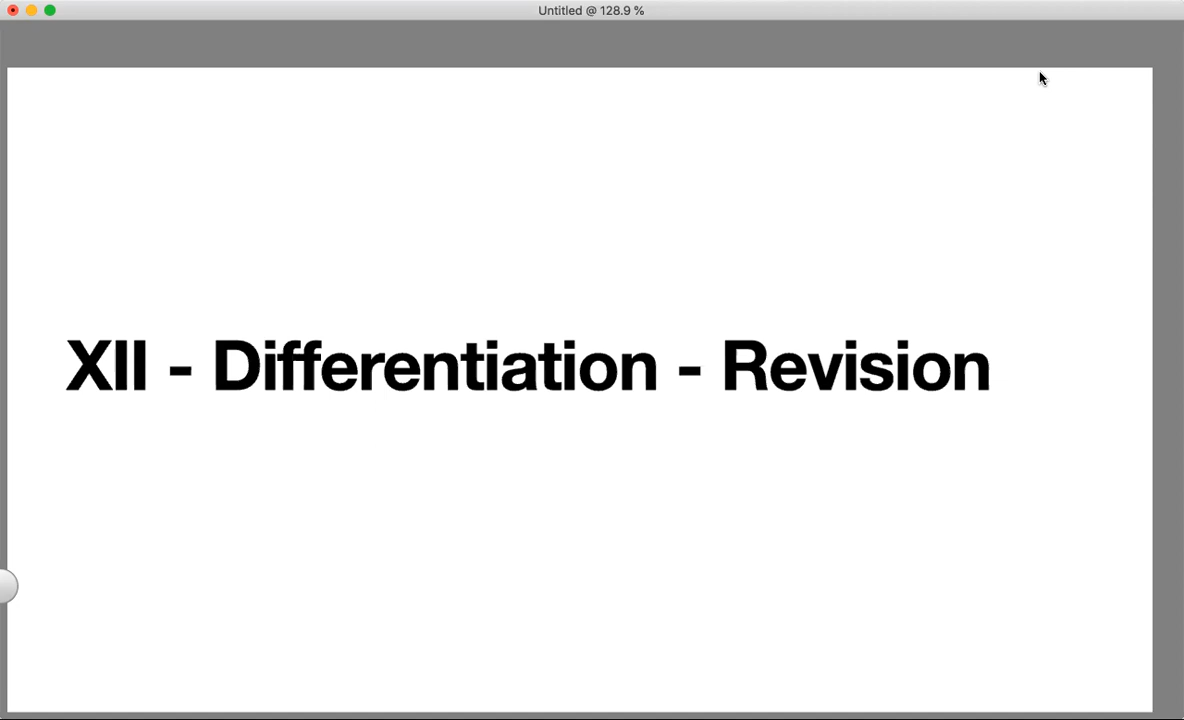 Untitled @ 128.9 %
XII - Differentiation - Revision